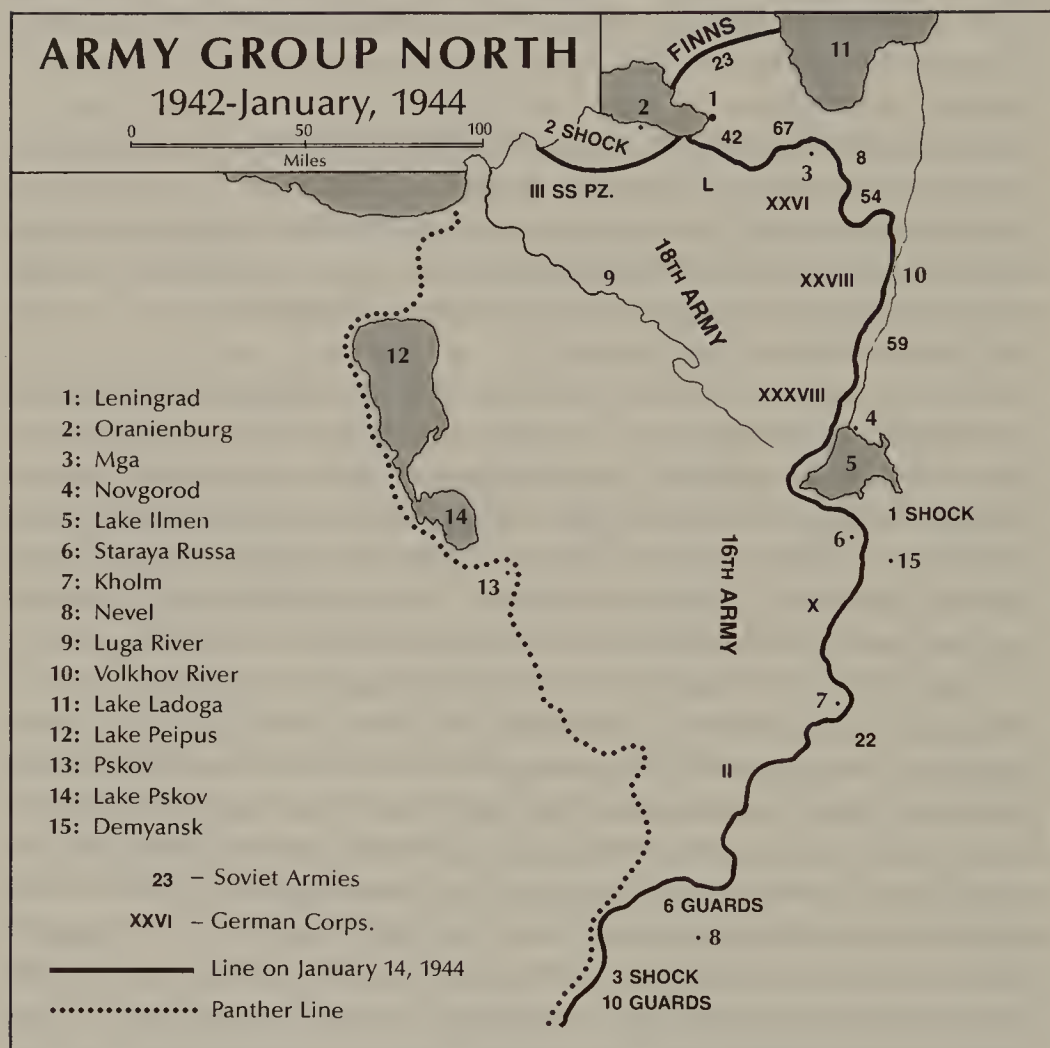 ARMY GROUP NORTH
1942-January, 1944
0 50 100
Miles
FINNS
23
11
2
1
2 SHOCK
42
67
8
3
III SS PZ.
L
XXVI
54
18TH ARMY
9
XXVIII
10
12
59
XXXVIII
4
5
14
1 SHOCK
6
15
13
16TH ARMY
X
7
22
II
6 GUARDS
8
3 SHOCK
10 GUARDS
1: Leningrad
2: Oranienburg
3: Mga
4: Novgorod
5: Lake Ilmen
6: Staraya Russa
7: Kholm
8: Nevel
9: Luga River
10: Volkhov River
11: Lake Ladoga
12: Lake Peipus
13: Pskov
14: Lake Pskov
15: Demyansk
23 – Soviet Armies
XXVI – German Corps.
Line on January 14, 1944
Panther Line